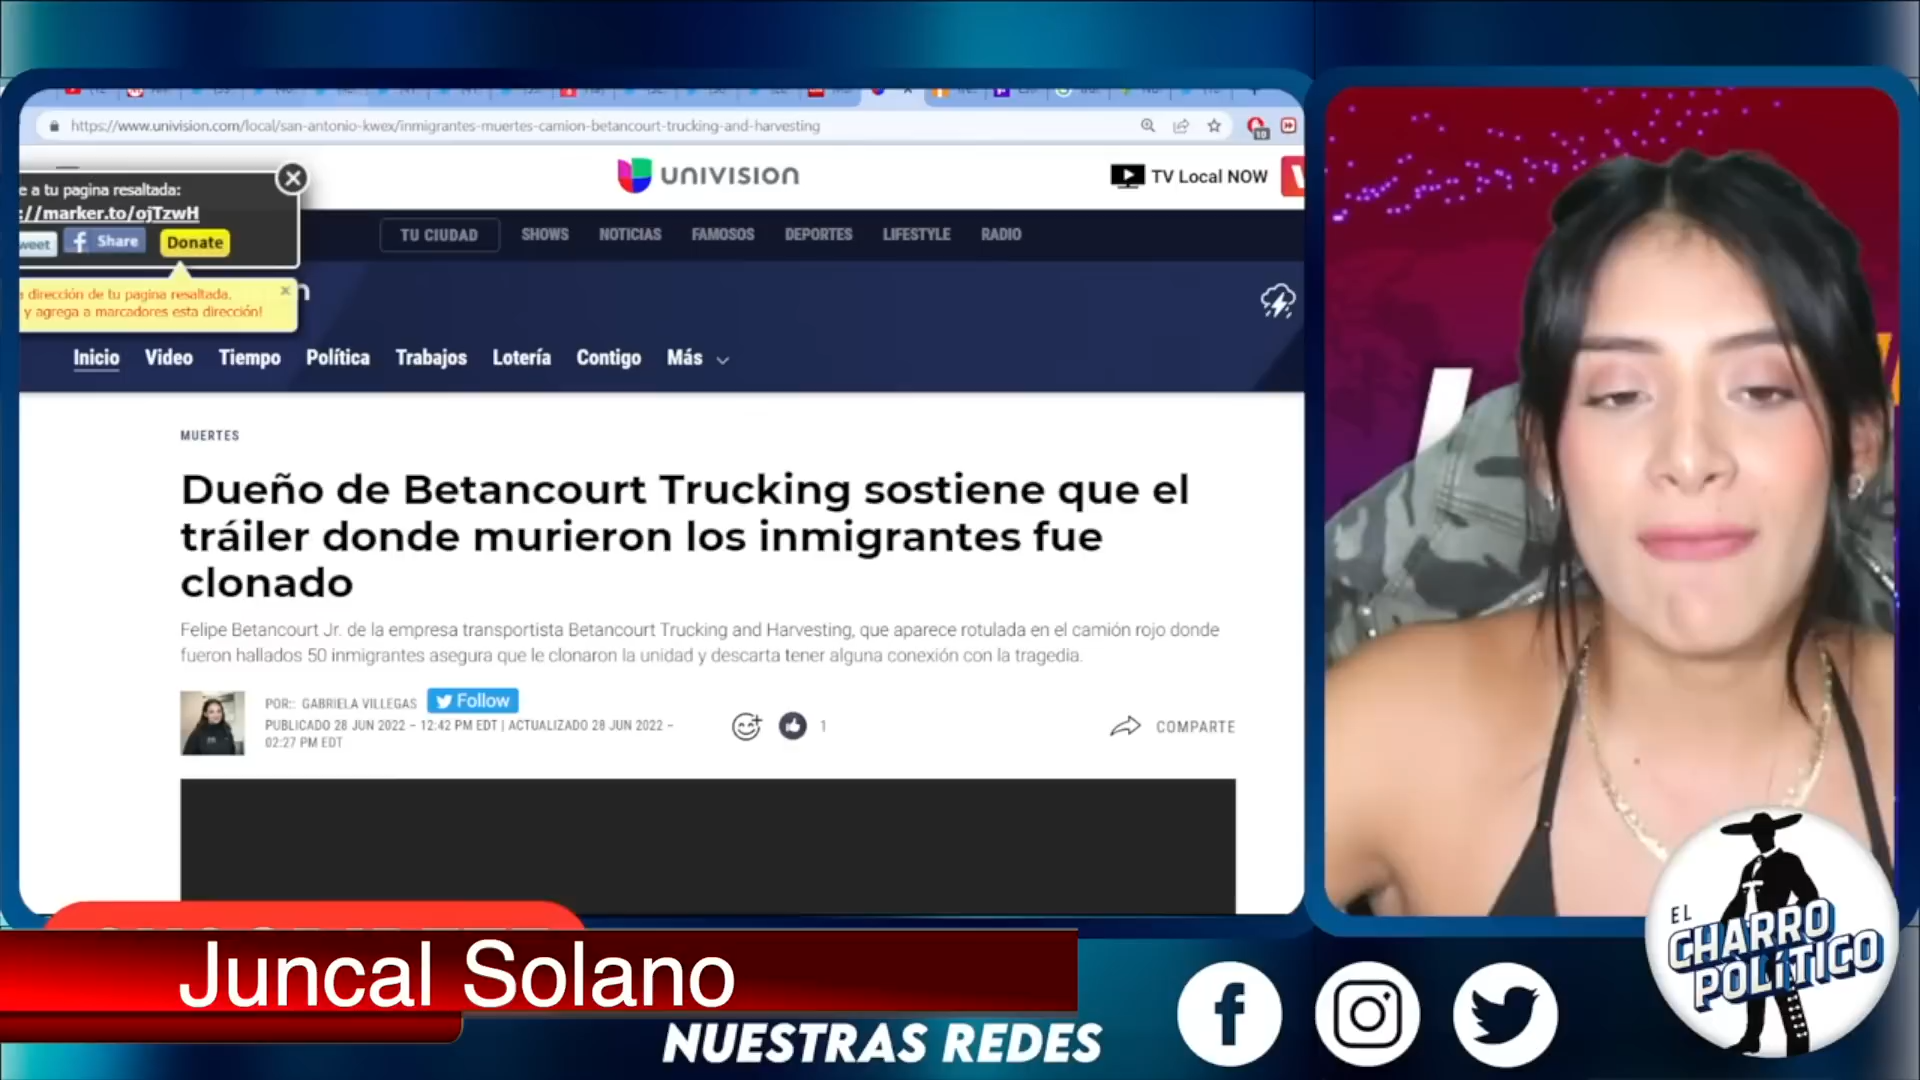 https://www.univision.com/local/san-antonio-kwex/inmigrantes-muertes-camion-betancourt-trucking-and-harvesting
UNIVISION
TV Local NOW
e a tu pagina resaltada:
://marker.to/ojTzwH
weet
Share
Donate
dirección de tu pagina resaltada.
y agrega a marcadores esta dirección!
TU CIUDAD
SHOWS
NOTICIAS
FAMOSOS
DEPORTES
LIFESTYLE
RADIO
Inicio
Video
Tiempo
Política
Trabajos
Lotería
Contigo
Más
MUERTES
Dueño de Betancourt Trucking sostiene que el
tráiler donde murieron los inmigrantes fue
clonado
Felipe Betancourt Jr. de la empresa transportista Betancourt Trucking and Harvesting, que aparece rotulada en el camión rojo donde
fueron hallados 50 inmigrantes asegura que le clonaron la unidad y descarta tener alguna conexión con la tragedia.
POR:: GABRIELA VILLEGAS
Follow
PUBLICADO 28 JUN 2022 – 12:42 PM EDT | ACTUALIZADO 28 JUN 2022 –
02:27 PM EDT
1
COMPARTE
Juncal Solano
NUESTRAS REDES
EL
CHARRO
POLÍTICO